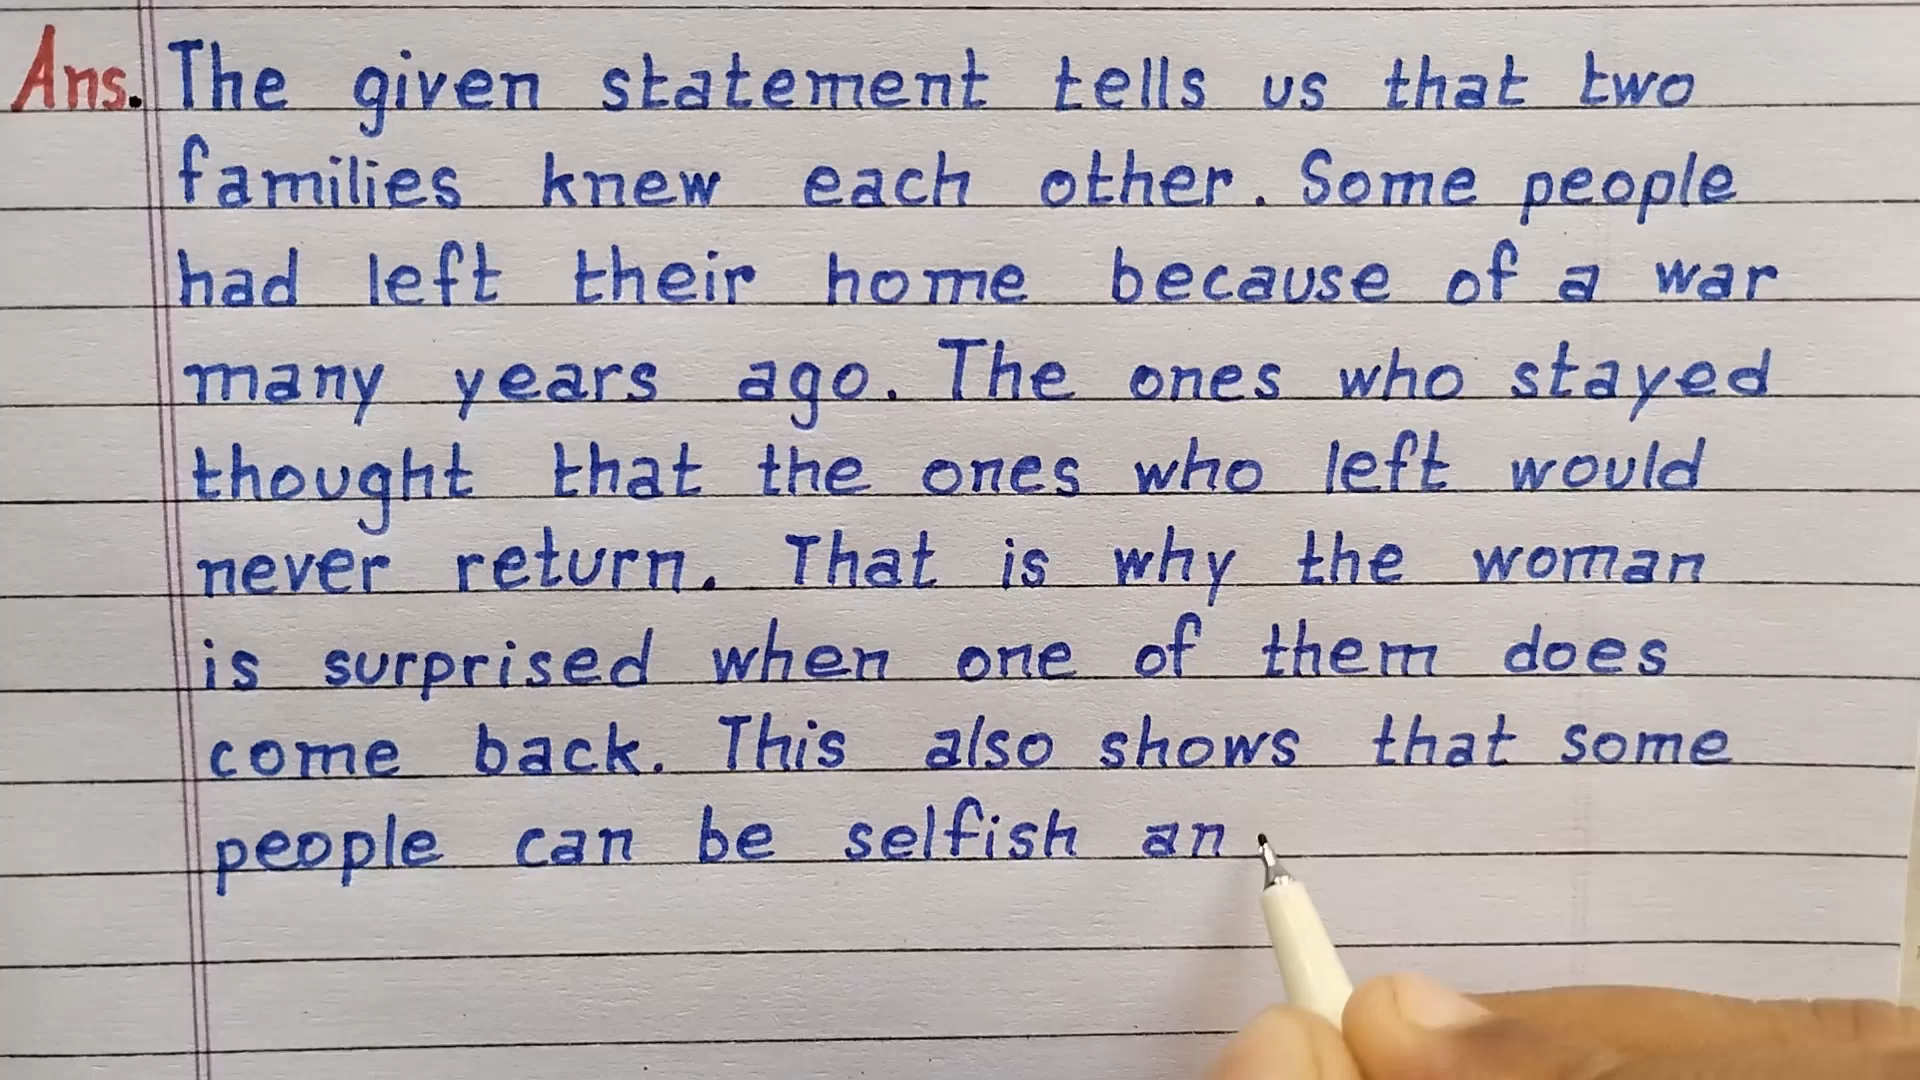 Ans. The given statement tells us that two
families knew each other. Some people
had left their home because of a war
many years ago. The ones who stayed
thought that the ones who left would
never return. That is why the woman
is surprised when one of them does
come back. This also shows that some
people can be selfish an